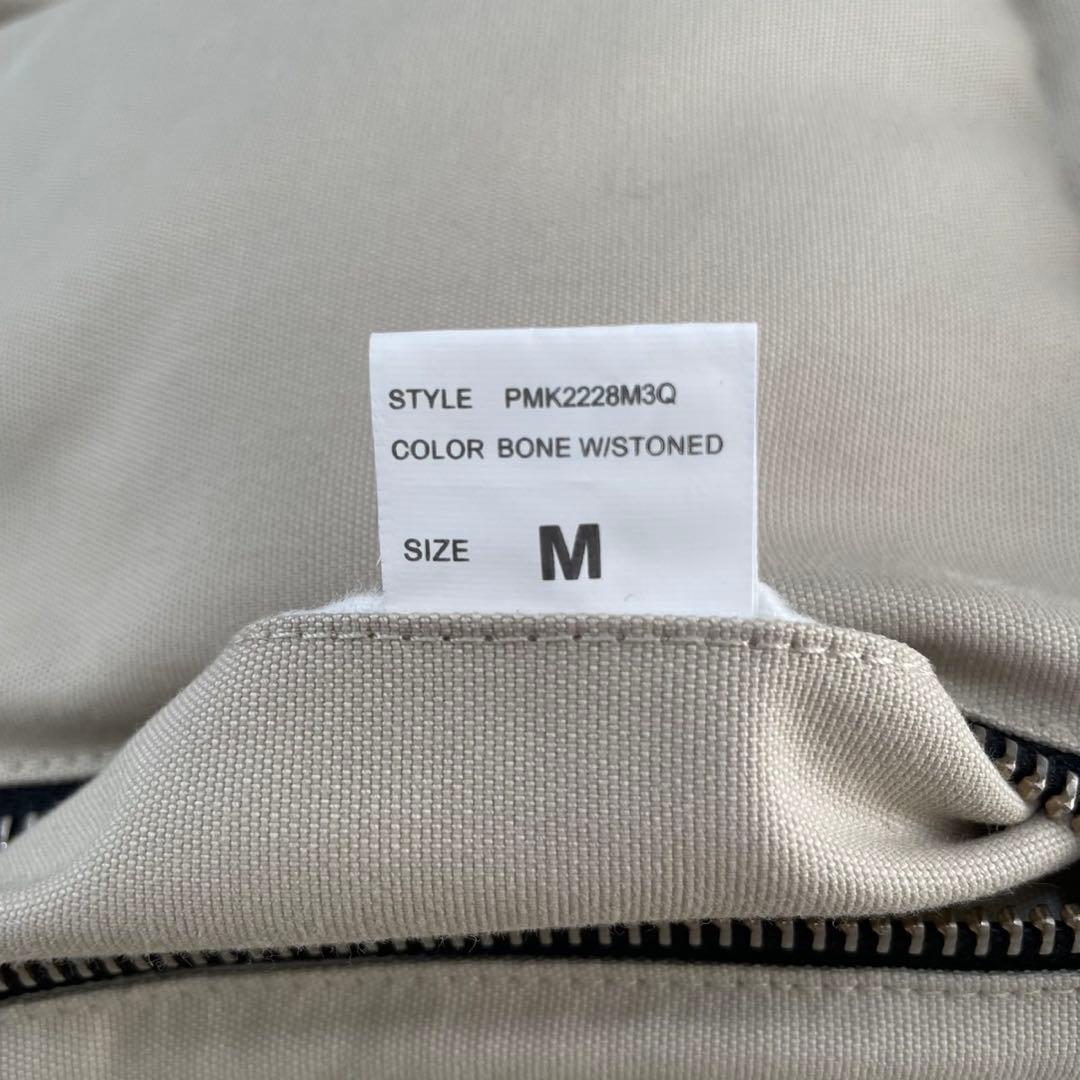 STYLE PMK2228M3Q
COLOR BONE W/STONED
SIZE M